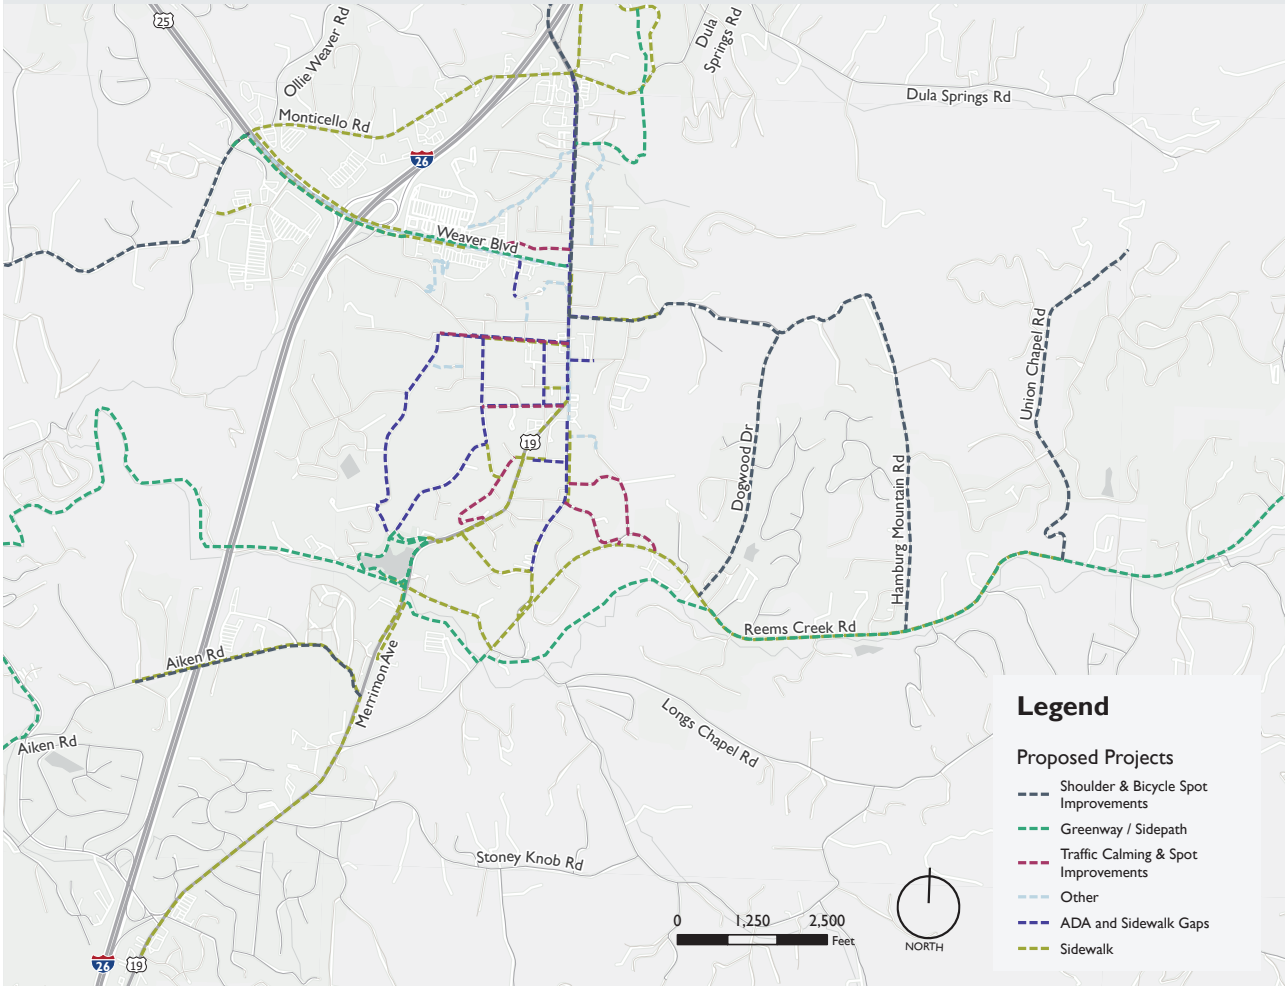 25
Ollie Weaver Rd
Dula
Springs Rd
Dula Springs Rd
Monticello Rd
26
Weaver Blvd
Union Chapel Rd
19
Dogwood Dr
Hamburg Mountain Rd
Reems Creek Rd
Aiken Rd
Merrimon Ave
Longs Chapel Rd
Aiken Rd
Stoney Knob Rd
26
19
0 1,250 2,500
Feet
NORTH
Legend
Proposed Projects
Shoulder & Bicycle Spot
Improvements
Greenway / Sidepath
Traffic Calming & Spot
Improvements
Other
ADA and Sidewalk Gaps
Sidewalk